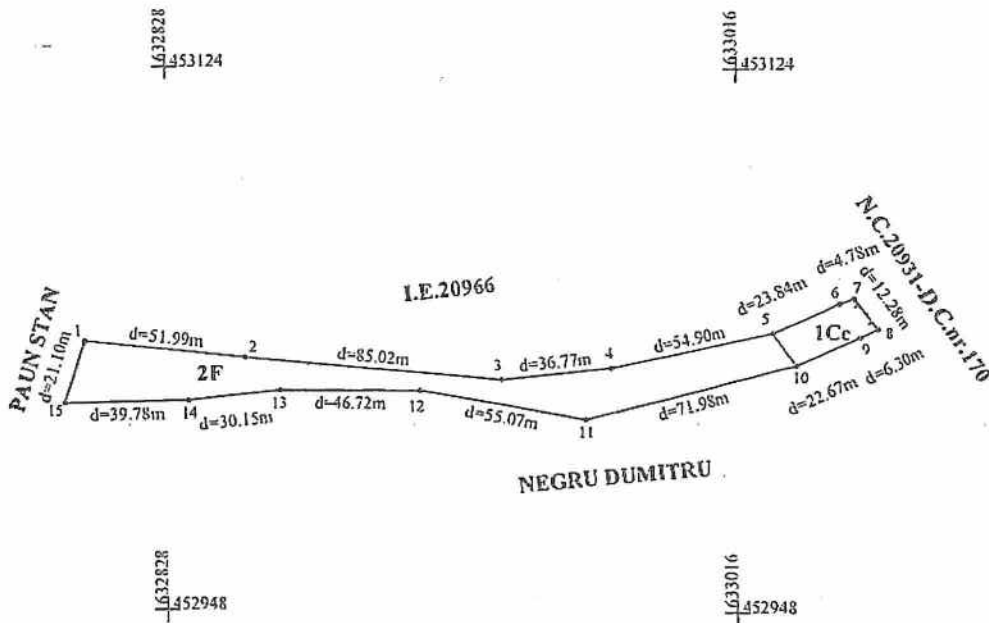 632828
453124
633016
453124
N.C.20931-D.C.nr.170
I.E.20966
PAUN STAN
1
d=51.99m
2
d=85.02m
3
d=36.77m
4
d=54.90m
5
d=23.84m
6
d=4.78m
7
d=12.28m
8
1Cc
9
d=6.30m
10
d=22.67m
d=21.10m
2F
15
d=39.78m
14
d=30.15m
13
d=46.72m
12
d=55.07m
11
d=71.98m
NEGRU DUMITRU
632828
452948
633016
452948